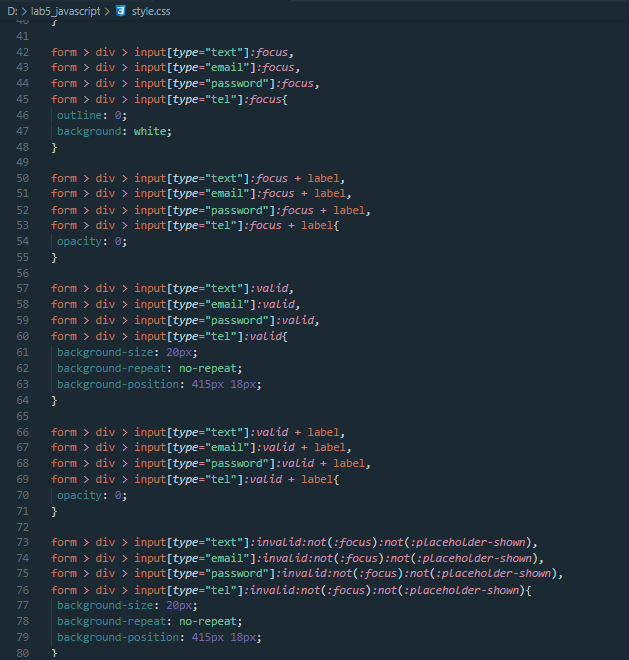 D: > lab5_javascript > style.css
40 }
41
42 form > div > input[type="text"]:focus,
43 form > div > input[type="email"]:focus,
44 form > div > input[type="password"]:focus,
45 form > div > input[type="tel"]:focus{
46 outline: 0;
47 background: white;
48 }
49
50 form > div > input[type="text"]:focus + label,
51 form > div > input[type="email"]:focus + label,
52 form > div > input[type="password"]:focus + label,
53 form > div > input[type="tel"]:focus + label{
54 opacity: 0;
55 }
56
57 form > div > input[type="text"]:valid,
58 form > div > input[type="email"]:valid,
59 form > div > input[type="password"]:valid,
60 form > div > input[type="tel"]:valid{
61 background-size: 20px;
62 background-repeat: no-repeat;
63 background-position: 415px 18px;
64 }
65
66 form > div > input[type="text"]:valid + label,
67 form > div > input[type="email"]:valid + label,
68 form > div > input[type="password"]:valid + label,
69 form > div > input[type="tel"]:valid + label{
70 opacity: 0;
71 }
72
73 form > div > input[type="text"]:invalid:not(:focus):not(:placeholder-shown),
74 form > div > input[type="email"]:invalid:not(:focus):not(:placeholder-shown),
75 form > div > input[type="password"]:invalid:not(:focus):not(:placeholder-shown),
76 form > div > input[type="tel"]:invalid:not(:focus):not(:placeholder-shown){
77 background-size: 20px;
78 background-repeat: no-repeat;
79 background-position: 415px 18px;
80 }